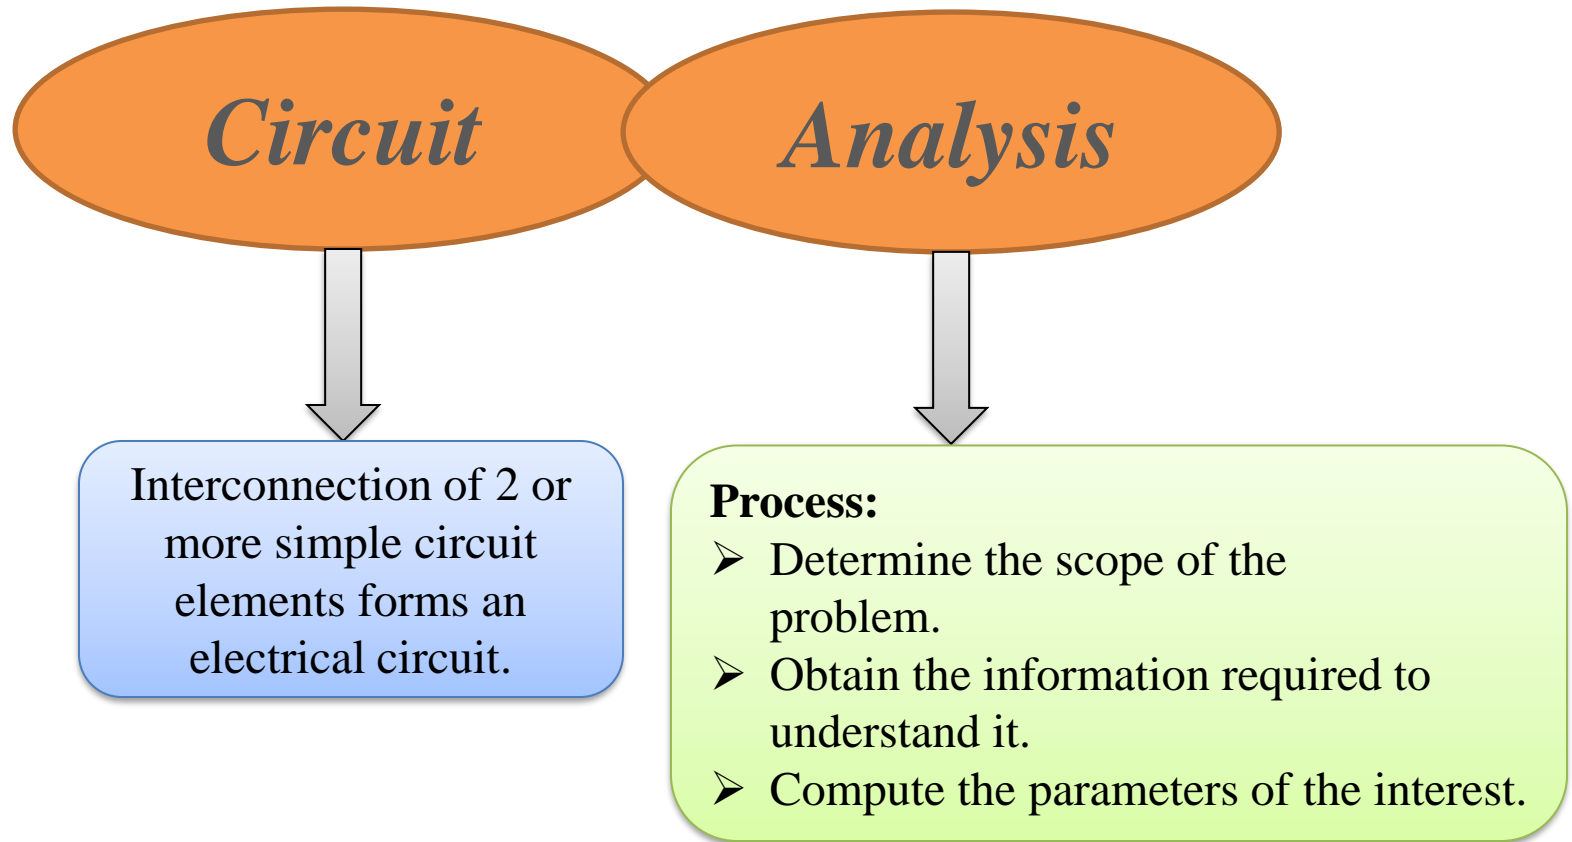 Circuit
Analysis
Interconnection of 2 or
more simple circuit
elements forms an
electrical circuit.
Process:
➢ Determine the scope of the
problem.
➢ Obtain the information required to
understand it.
➢ Compute the parameters of the interest.